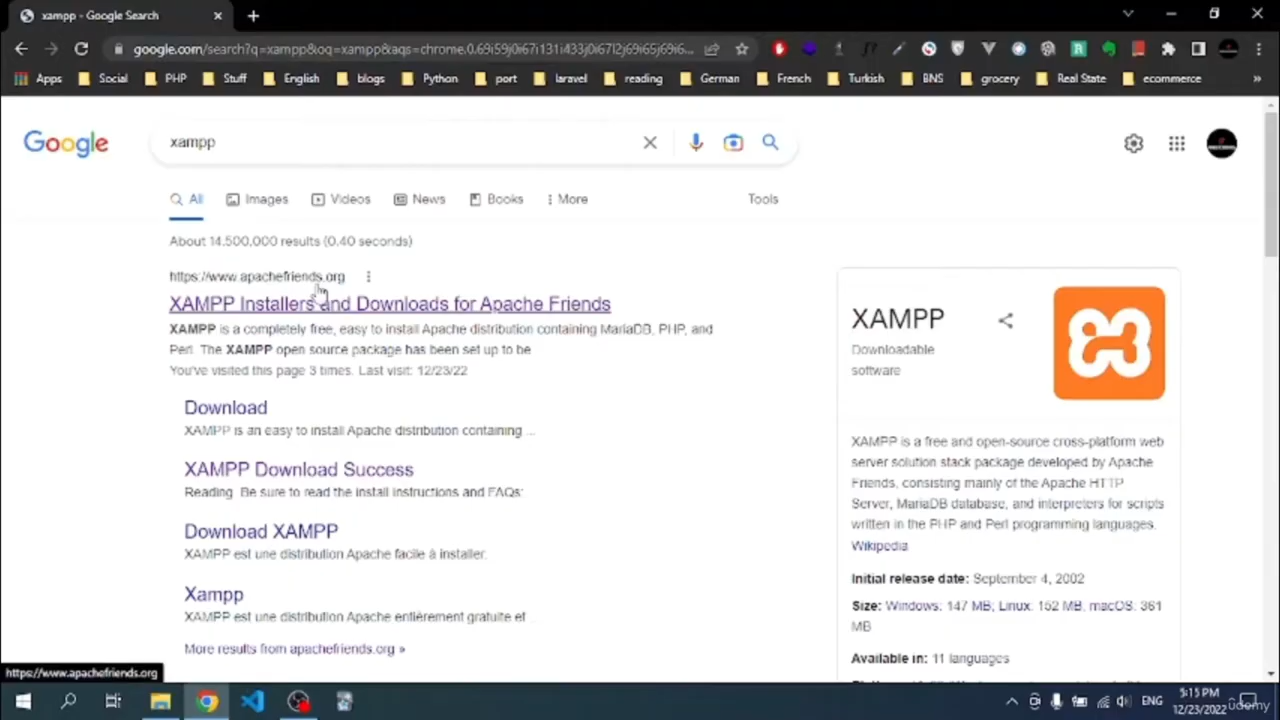 xampp - Google Search
google.com/search?q=xampp&oq=xampp&aqs=chrome.0.69i59j0i67i131i433j0i67l2j69i65j69i6...
Apps Social PHP Stuff English blogs Python port laravel reading German French Turkish BNS grocery Real State ecommerce »
Google
xampp
All Images Videos News Books More Tools
About 14,500,000 results (0.40 seconds)
https://www.apachefriends.org
XAMPP Installers and Downloads for Apache Friends
XAMPP is a completely free, easy to install Apache distribution containing MariaDB, PHP, and
Perl. The XAMPP open source package has been set up to be
You've visited this page 3 times. Last visit: 12/23/22
Download
XAMPP is an easy to install Apache distribution containing ...
XAMPP Download Success
Reading. Be sure to read the install instructions and FAQs:
Download XAMPP
XAMPP est une distribution Apache facile à installer.
Xampp
XAMPP est une distribution Apache entièrement gratuite et ...
More results from apachefriends.org »
XAMPP
Downloadable
software
XAMPP is a free and open-source cross-platform web
server solution stack package developed by Apache
Friends, consisting mainly of the Apache HTTP
Server, MariaDB database, and interpreters for scripts
written in the PHP and Perl programming languages.
Wikipedia
Initial release date: September 4, 2002
Size: Windows: 147 MB, Linux: 152 MB, macOS: 361
MB
Available in: 11 languages
https://www.apachefriends.org
ENG
5:15 PM
12/23/2022
udemy